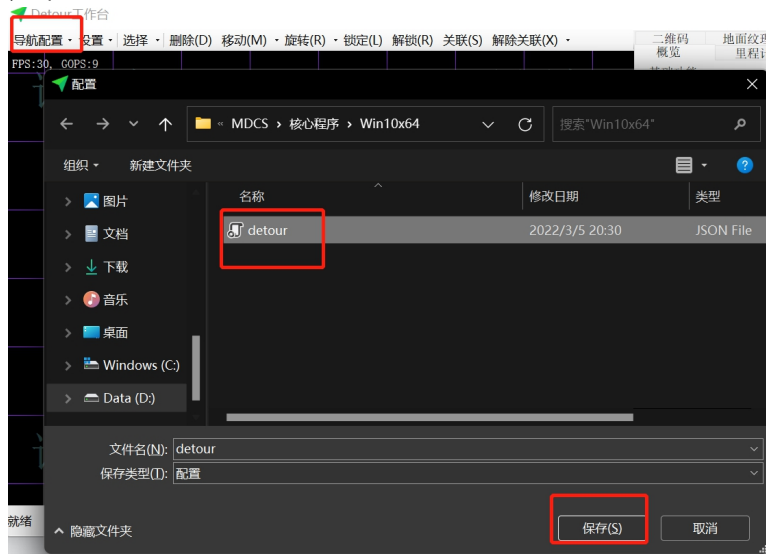 Detour工作台
导航配置 设置 选择 删除(D) 移动(M) 旋转(R) 锁定(L) 解锁(R) 关联(S) 解除关联(X)
二维码 地面纹理
概览 里程计
FPS:30, GOPS:9
配置
« MDCS › 核心程序 › Win10x64
搜索"Win10x64"
组织 新建文件夹
名称 修改日期 类型
图片
detour 2022/3/5 20:30 JSON File
文档
下载
音乐
桌面
Windows (C:)
Data (D:)
文件名(N): detour
保存类型(T): 配置
就绪
隐藏文件夹
保存(S) 取消